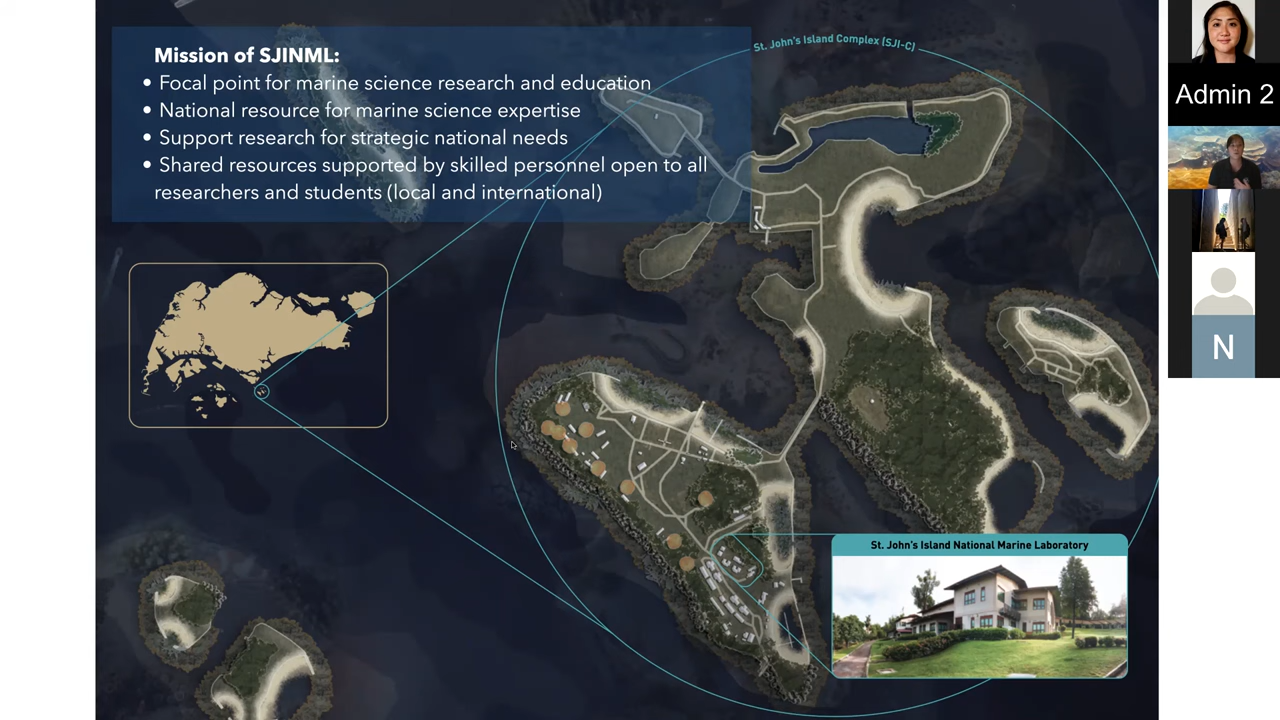 Mission of SJINML:
• Focal point for marine science research and education
• National resource for marine science expertise
• Support research for strategic national needs
• Shared resources supported by skilled personnel open to all
researchers and students (local and international)
St. John's Island Complex (SJI-C)
St. John's Island National Marine Laboratory
Admin 2
N